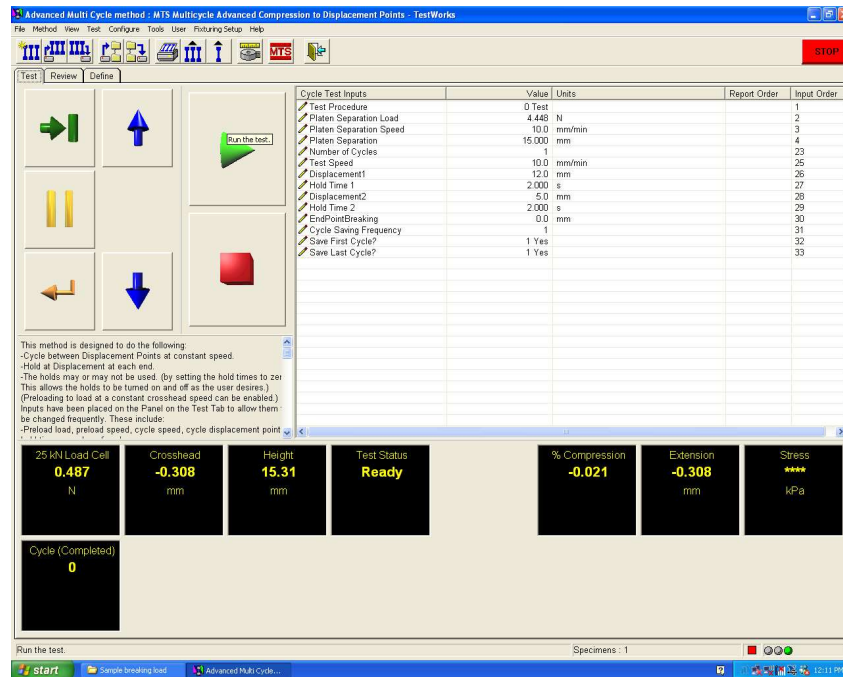 Advanced Multi Cycle method : MTS Multicycle Advanced Compression to Displacement Points - TestWorks
File Method View Test Configure Tools User Fixturing Setup Help
MTS
STOP
Test Review Define
Run the test.
Cycle Test Inputs Value Units Report Order Input Order
Test Procedure 0 Test 1
Platen Separation Load 4.448 N 2
Platen Separation Speed 10.0 mm/min 3
Platen Separation 15.000 mm 4
Number of Cycles 1 23
Test Speed 10.0 mm/min 25
Displacement1 12.0 mm 26
Hold Time 1 2.000 s 27
Displacement2 5.0 mm 28
Hold Time 2 2.000 s 29
EndPointBreaking 0.0 mm 30
Cycle Saving Frequency 1 31
Save First Cycle? 1 Yes 32
Save Last Cycle? 1 Yes 33
This method is designed to do the following:
-Cycle between Displacement Points at constant speed.
-Hold at Displacement at each end.
-The holds may or may not be used. (by setting the hold times to zer
This allows the holds to be turned on and off as the user desires.)
(Preloading to load at a constant crosshead speed can be enabled.)
Inputs have been placed on the Panel on the Test Tab to allow them
be changed frequently. These include:
-Preload load, preload speed, cycle speed, cycle displacement point
25 kN Load Cell
0.487
N
Crosshead
-0.308
mm
Height
15.31
mm
Test Status
Ready
% Compression
-0.021
Extension
-0.308
mm
Stress
****
kPa
Cycle (Completed)
0
Run the test.
Specimens : 1
start
Sample breaking load
Advanced Multi Cycle...
12:11 PM